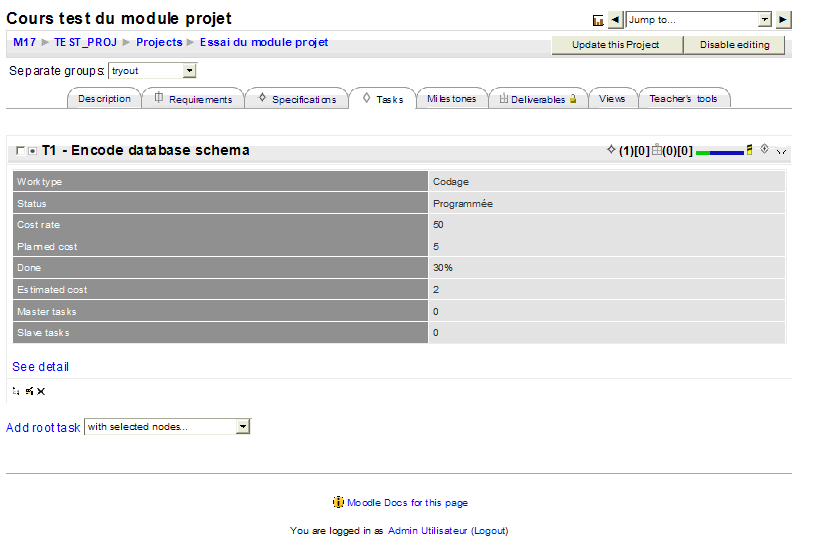 Cours test du module projet
Jump to...
M17 ► TEST_PROJ ► Projects ► Essai du module projet
Update this Project
Disable editing
Separate groups: tryout
Description
Requirements
Specifications
Tasks
Milestones
Deliverables
Views
Teacher's tools
T1 - Encode database schema
(1)[0] (0)[0]
Work type Codage
Status Programmée
Cost rate 50
Planned cost 5
Done 30%
Estimated cost 2
Master tasks 0
Slave tasks 0
See detail
Add root task with selected nodes...
Moodle Docs for this page
You are logged in as Admin Utilisateur (Logout)